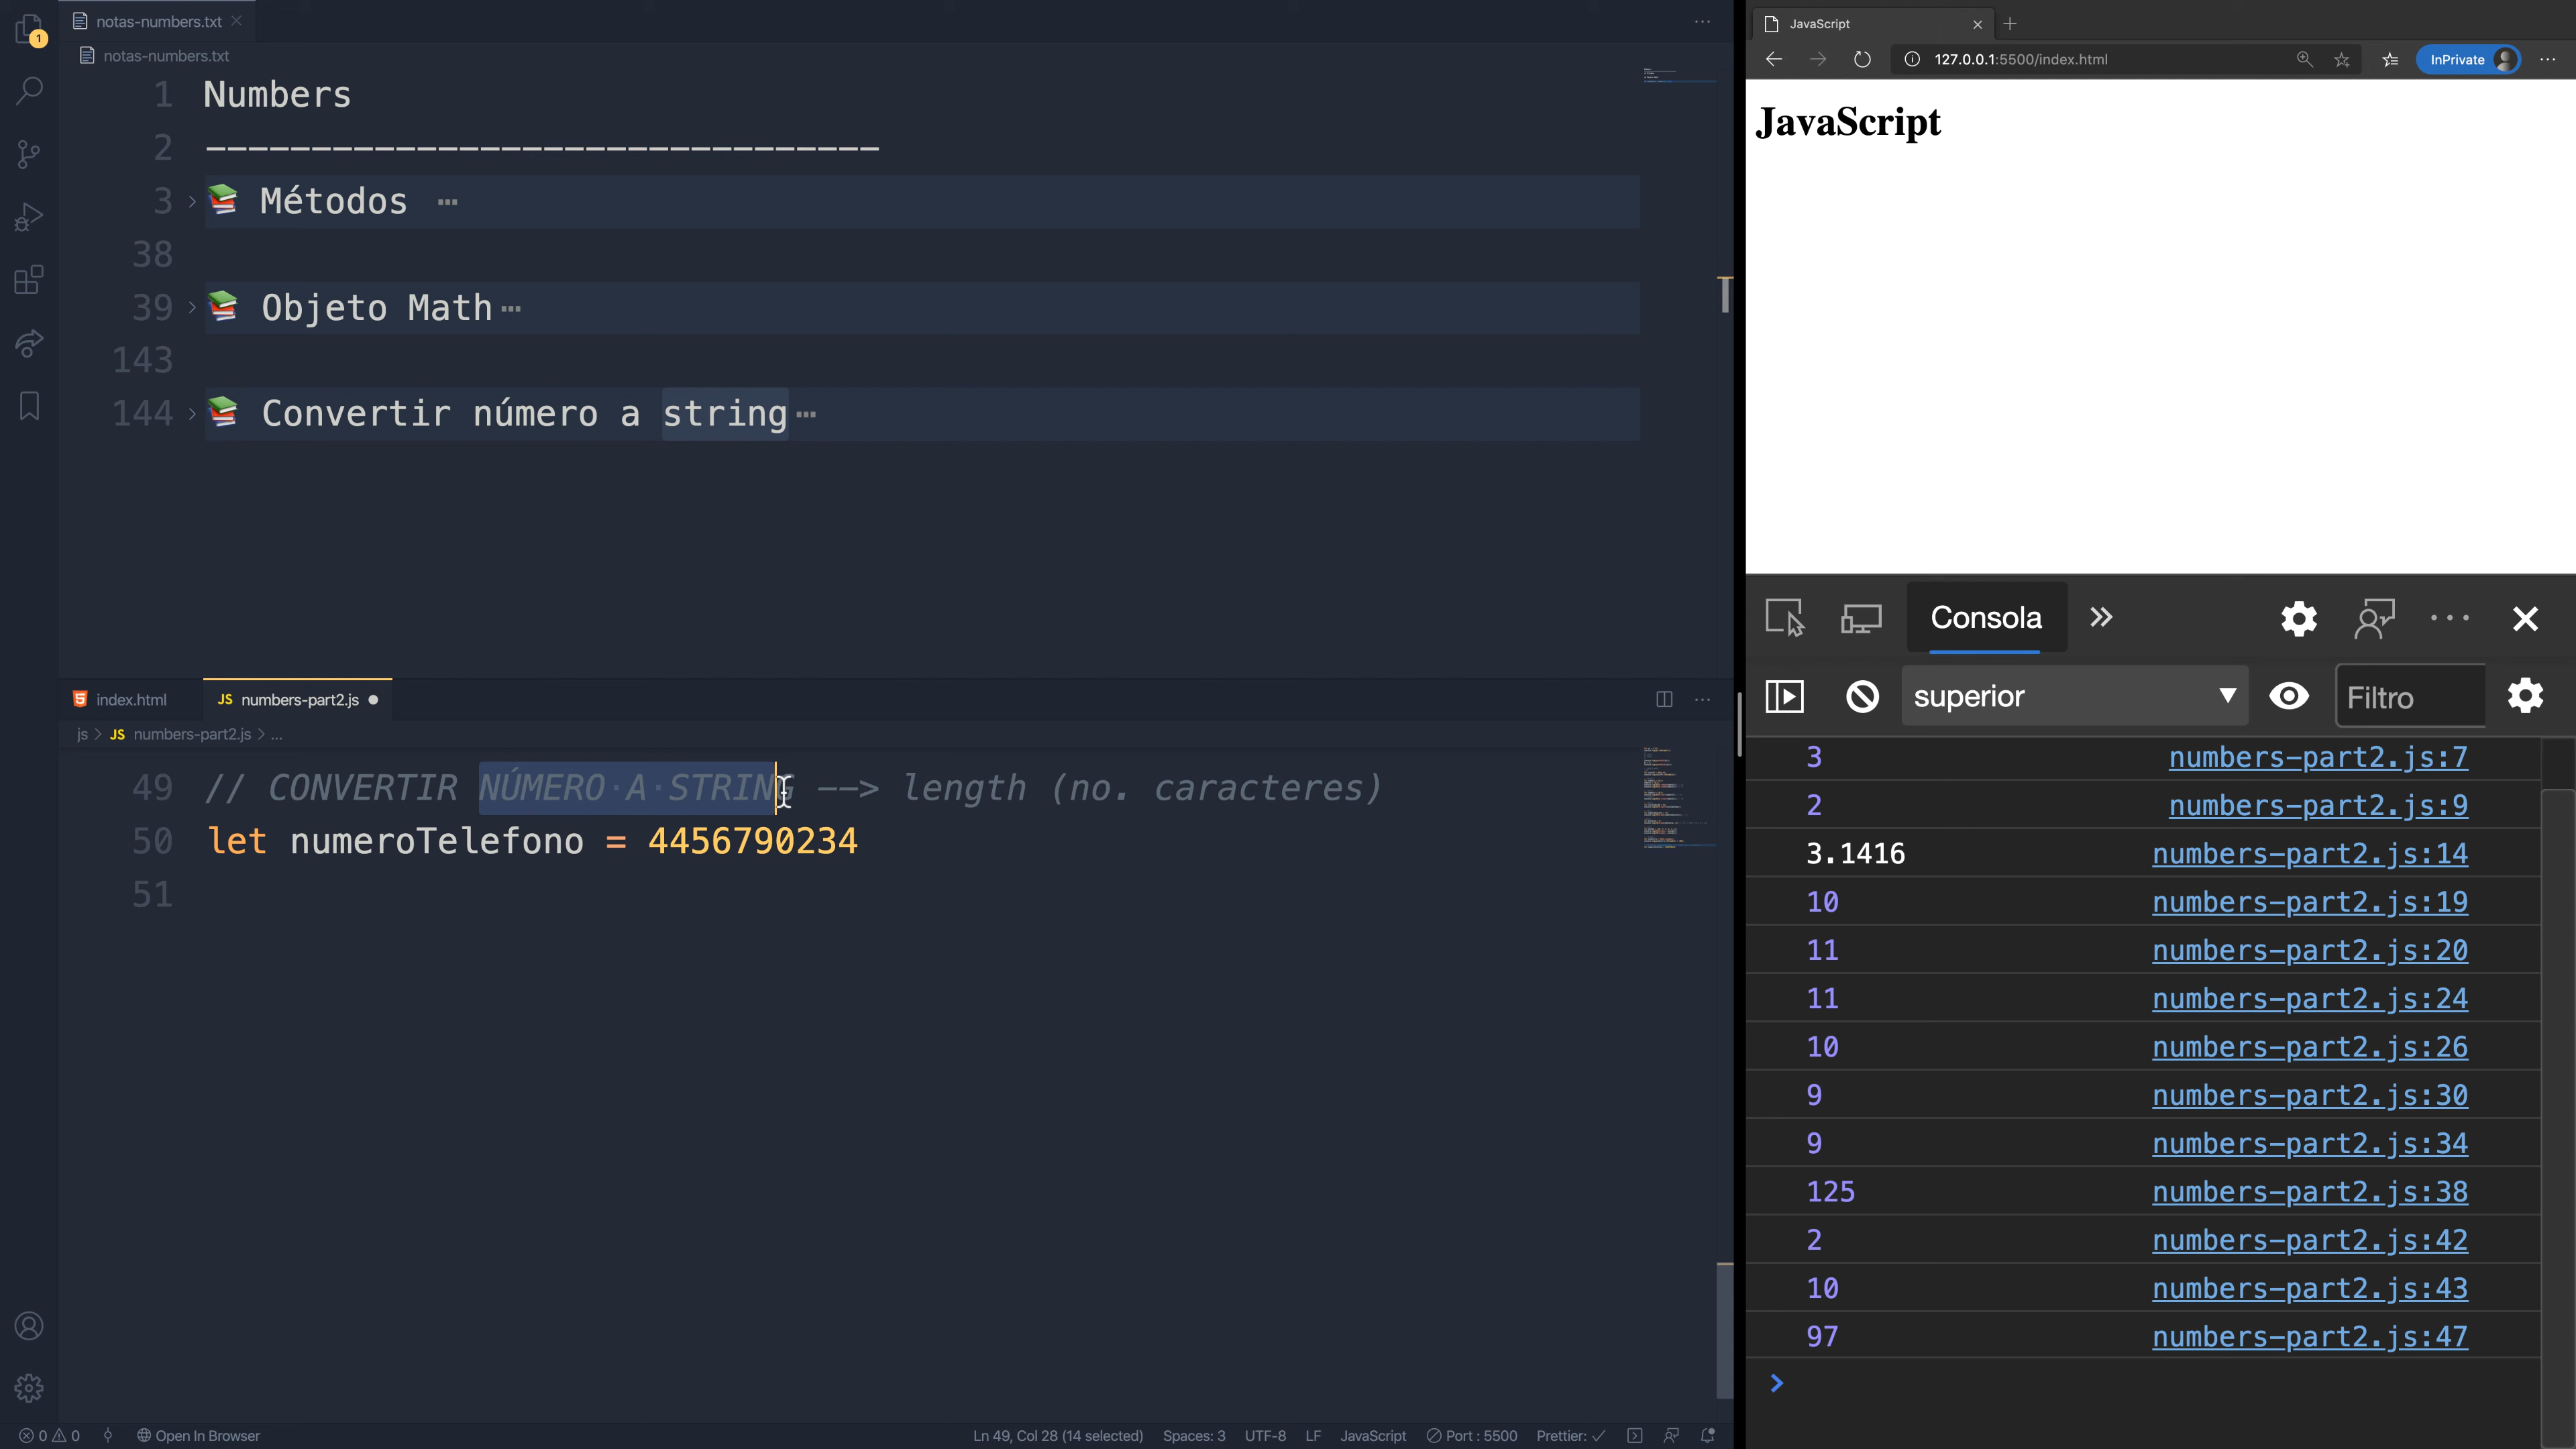 1
notas-numbers.txt
notas-numbers.txt
1 Numbers
2 --------------------------------
3 Métodos ...
38
39 Objeto Math...
143
144 Convertir número a string...
index.html
JS numbers-part2.js
js > JS numbers-part2.js > ...
49 // CONVERTIR NÚMERO A STRING --> length (no. caracteres)
50 let numeroTelefono = 4456790234
51
0 0 Open In Browser Ln 49, Col 28 (14 selected) Spaces: 3 UTF-8 LF JavaScript Port : 5500 Prettier: ✓
JavaScript
127.0.0.1:5500/index.html InPrivate
JavaScript
Consola
superior Filtro
3 numbers-part2.js:7
2 numbers-part2.js:9
3.1416 numbers-part2.js:14
10 numbers-part2.js:19
11 numbers-part2.js:20
11 numbers-part2.js:24
10 numbers-part2.js:26
9 numbers-part2.js:30
9 numbers-part2.js:34
125 numbers-part2.js:38
2 numbers-part2.js:42
10 numbers-part2.js:43
97 numbers-part2.js:47